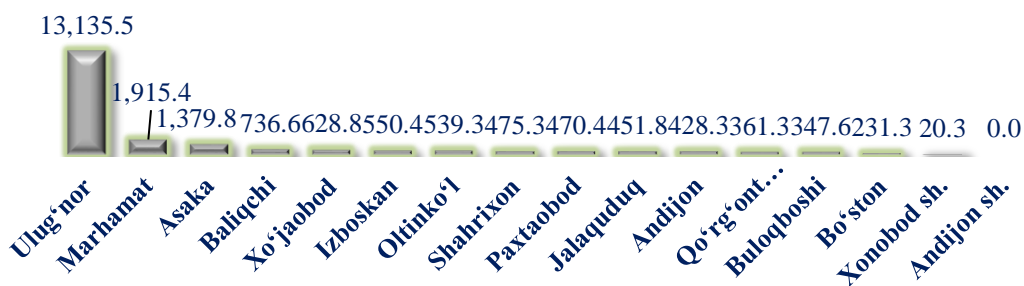 13,135.5
1,915.4
1,379.8 736.6 628.8 550.4 539.3 475.3 470.4 451.8 428.3 361.3 347.6 231.3 20.3 0.0
Ulug‘nor
Marhamat
Asaka
Baliqchi
Xo‘jaobod
Izboskan
Oltinko‘l
Shahrixon
Paxtaobod
Jalaquduq
Andijon
Qo‘rg‘ont…
Buloqboshi
Bo‘ston
Xonobod sh.
Andijon sh.